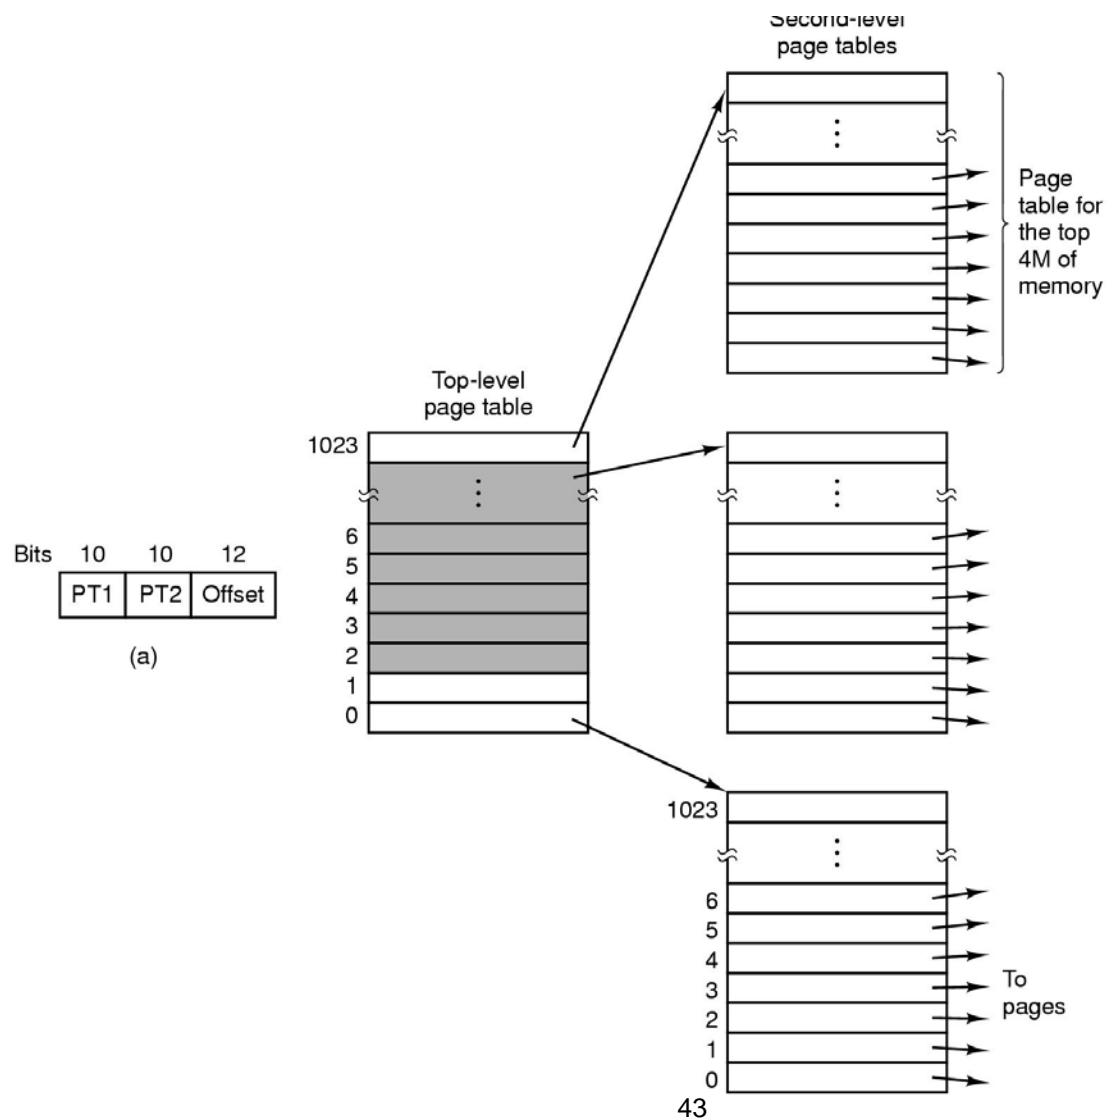 Second-level
page tables
Page
table for
the top
4M of
memory
Top-level
page table
1023
6
5
4
3
2
1
0
Bits 10 10 12
PT1 PT2 Offset
(a)
1023
6
5
4
3
2
1
0
To
pages
43